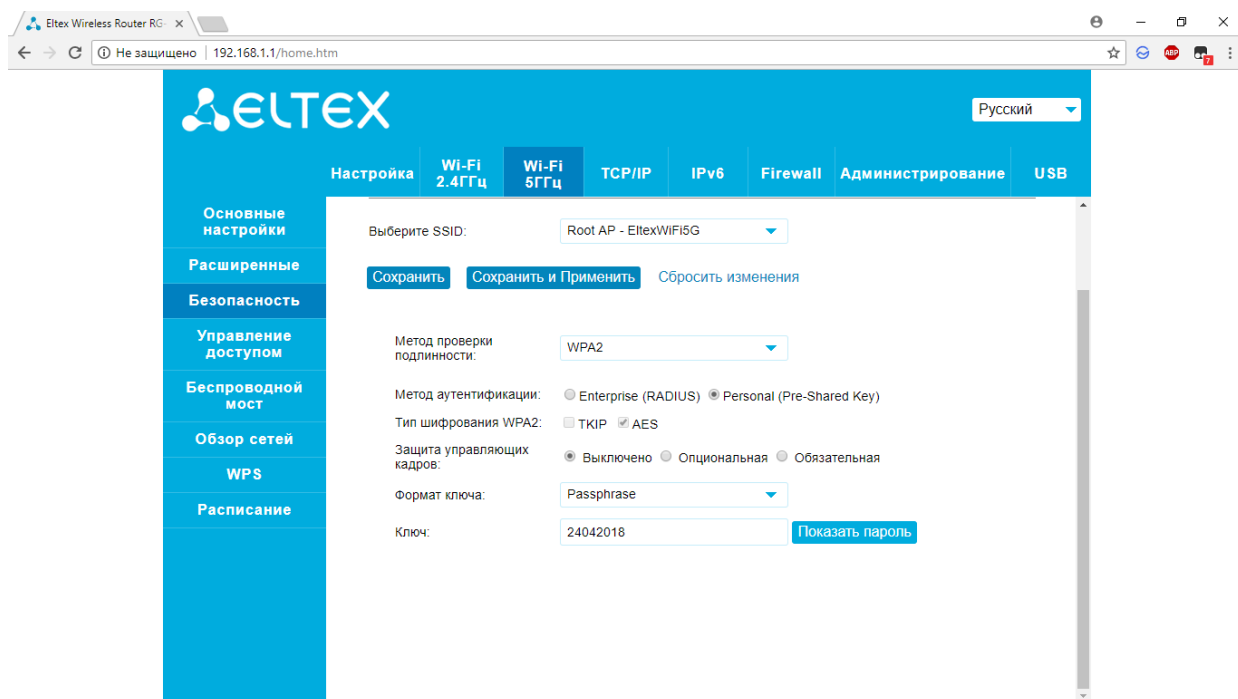 Eltex Wireless Router RG-
Не защищено | 192.168.1.1/home.htm
ABP
7
ELTEX
Русский
Настройка
Wi-Fi
2.4ГГц
Wi-Fi
5ГГц
TCP/IP
IPv6
Firewall
Администрирование
USB
Основные
настройки
Расширенные
Безопасность
Управление
доступом
Беспроводной
мост
Обзор сетей
WPS
Расписание
Выберите SSID: Root AP - EltexWiFi5G
Сохранить Сохранить и Применить Сбросить изменения
Метод проверки
подлинности:
WPA2
Метод аутентификации: Enterprise (RADIUS) Personal (Pre-Shared Key)
Тип шифрования WPA2: TKIP AES
Защита управляющих
кадров:
Выключено Опциональная Обязательная
Формат ключа: Passphrase
Ключ: 24042018 Показать пароль